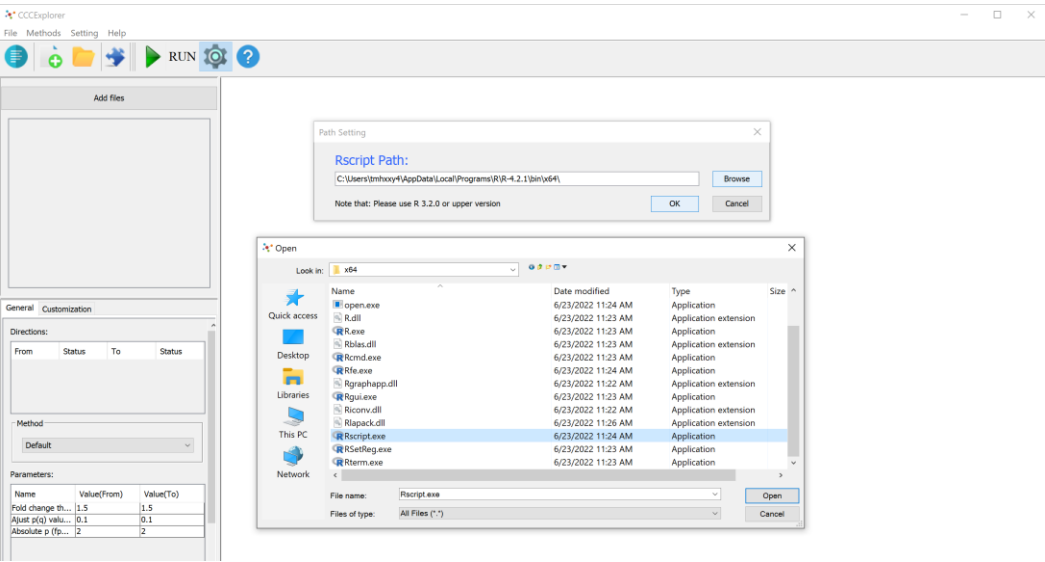 CCCExplorer
File Methods Setting Help
RUN
Add files
Path Setting
Rscript Path:
C:\Users\tmhxxy4\AppData\Local\Programs\R\R-4.2.1\bin\x64\
Browse
Note that: Please use R 3.2.0 or upper version
OK
Cancel
Open
Look in:
x64
Quick access
Desktop
Libraries
This PC
Network
Name Date modified Type Size
open.exe 6/23/2022 11:24 AM Application
R.dll 6/23/2022 11:23 AM Application extension
R.exe 6/23/2022 11:23 AM Application
Rblas.dll 6/23/2022 11:23 AM Application extension
Rcmd.exe 6/23/2022 11:23 AM Application
Rfe.exe 6/23/2022 11:24 AM Application
Rgraphapp.dll 6/23/2022 11:22 AM Application extension
Rgui.exe 6/23/2022 11:23 AM Application
Riconv.dll 6/23/2022 11:22 AM Application extension
Rlapack.dll 6/23/2022 11:26 AM Application extension
Rscript.exe 6/23/2022 11:24 AM Application
RSetReg.exe 6/23/2022 11:23 AM Application
Rterm.exe 6/23/2022 11:23 AM Application
File name: Rscript.exe
Open
Files of type: All Files (*.*)
Cancel
General Customization
Directions:
From Status To Status
Method
Default
Parameters:
Name Value(From) Value(To)
Fold change th... 1.5 1.5
Ajust p(q) valu... 0.1 0.1
Absolute p (fp... 2 2